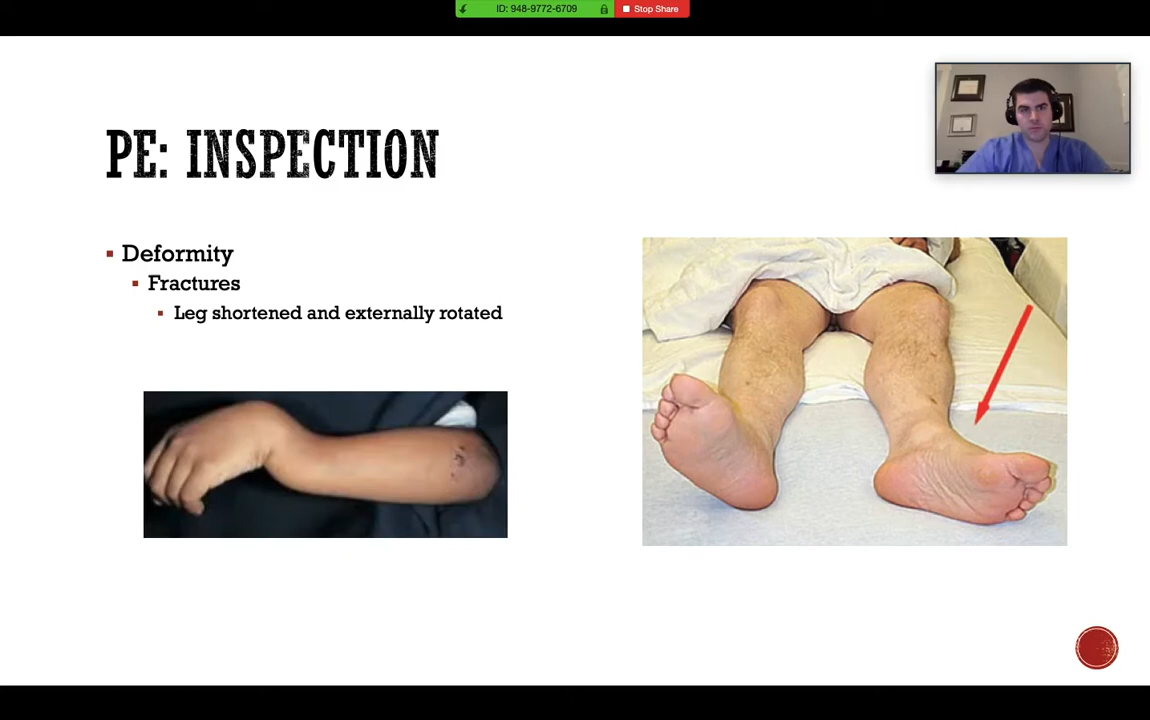 ID: 948-9772-6709
Stop Share
PE: INSPECTION
Deformity
Fractures
Leg shortened and externally rotated